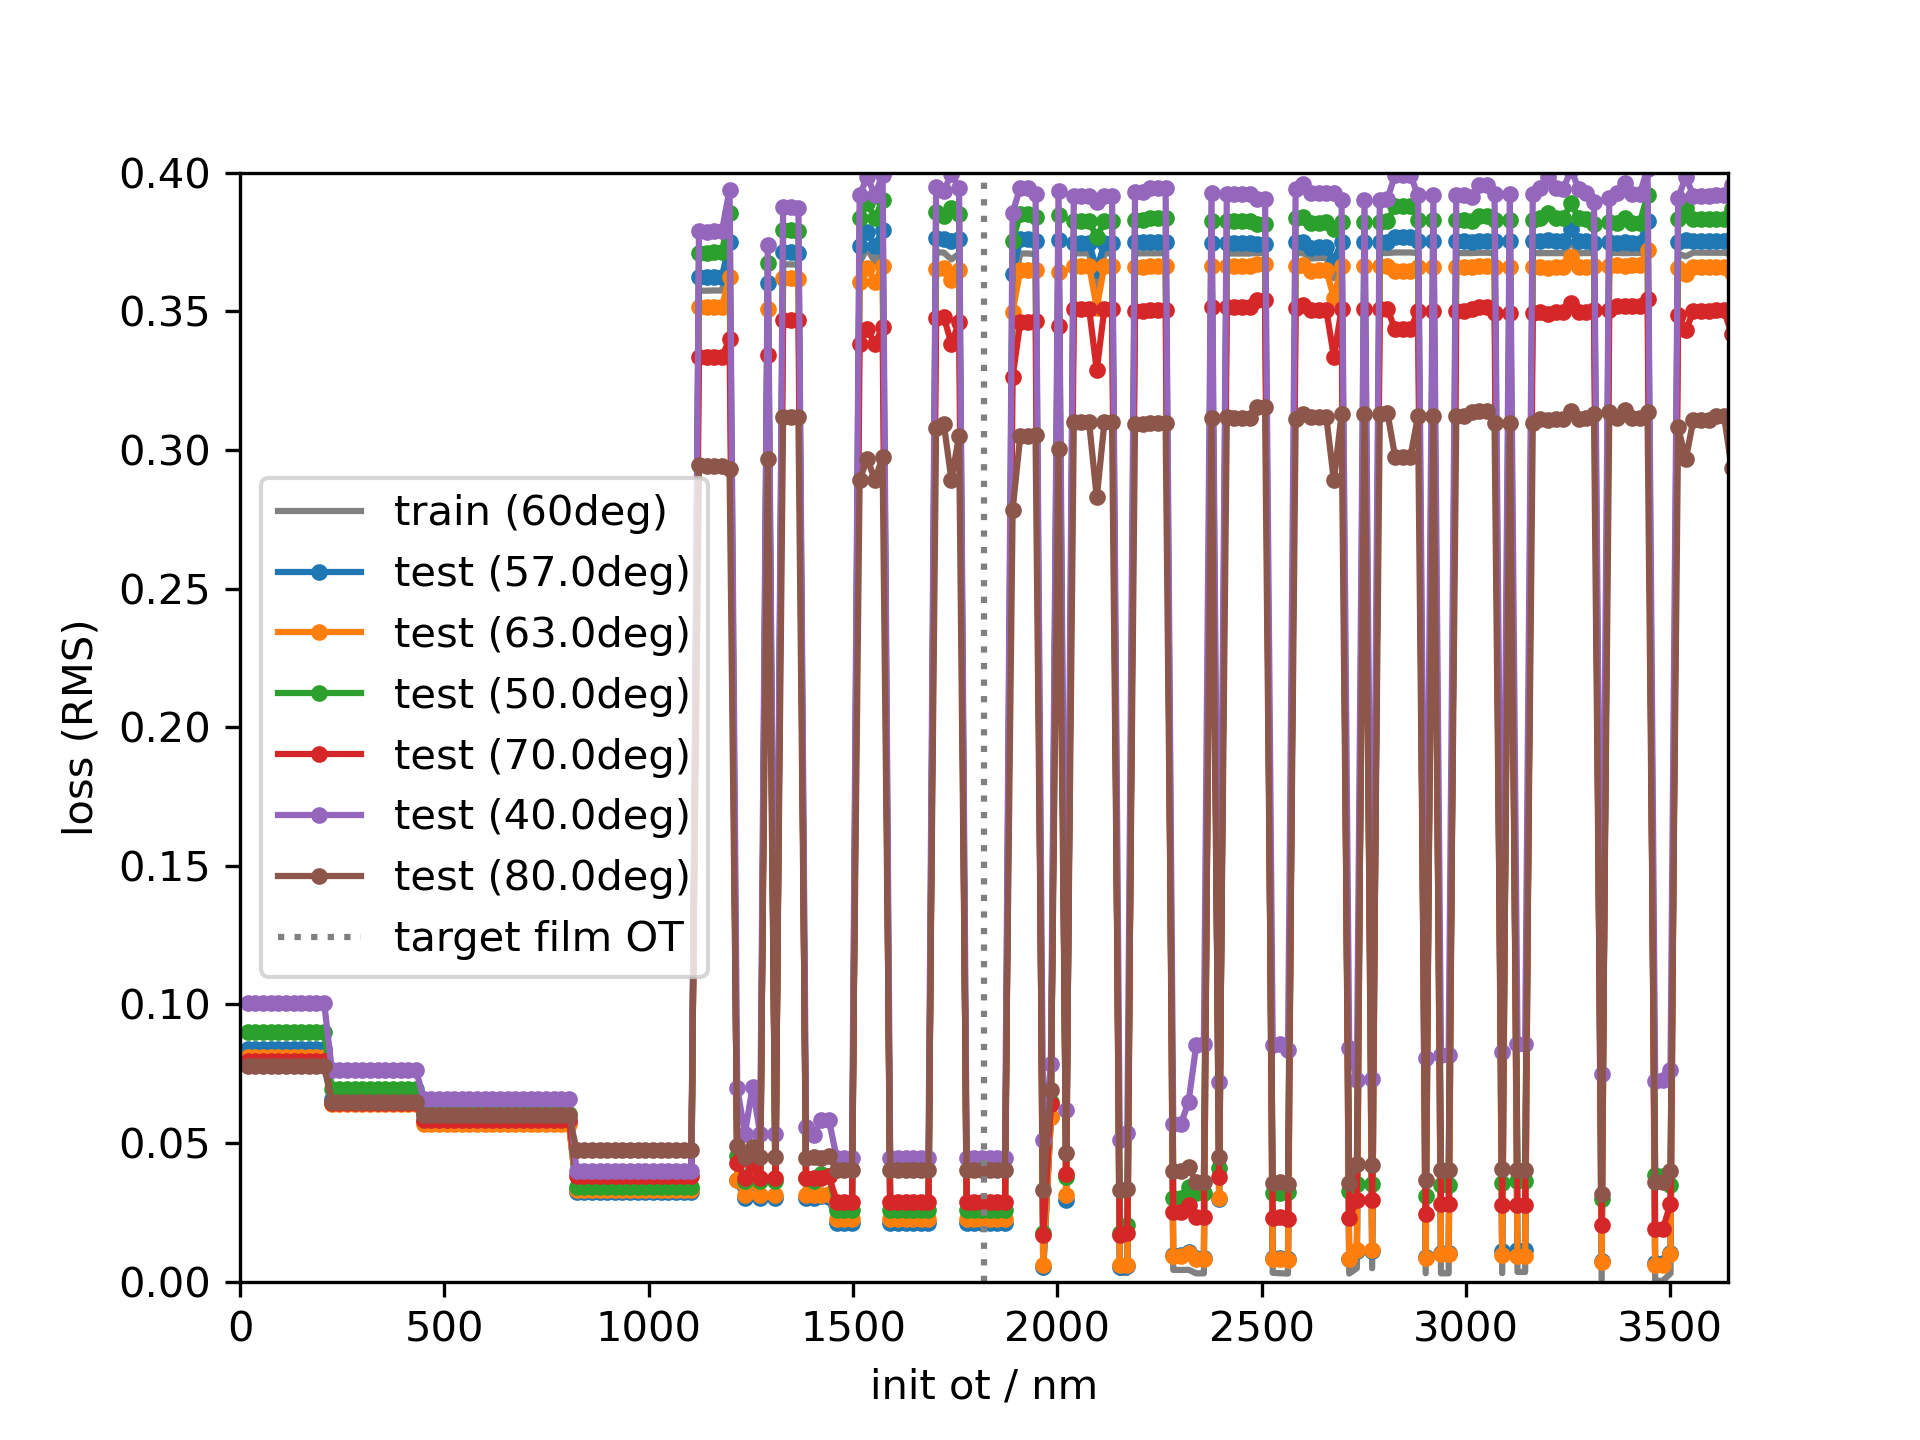 0.40
0.35
0.30
0.25
0.20
0.15
0.10
0.05
0.00
loss (RMS)
train (60deg)
test (57.0deg)
test (63.0deg)
test (50.0deg)
test (70.0deg)
test (40.0deg)
test (80.0deg)
target film OT
0 500 1000 1500 2000 2500 3000 3500
init ot / nm